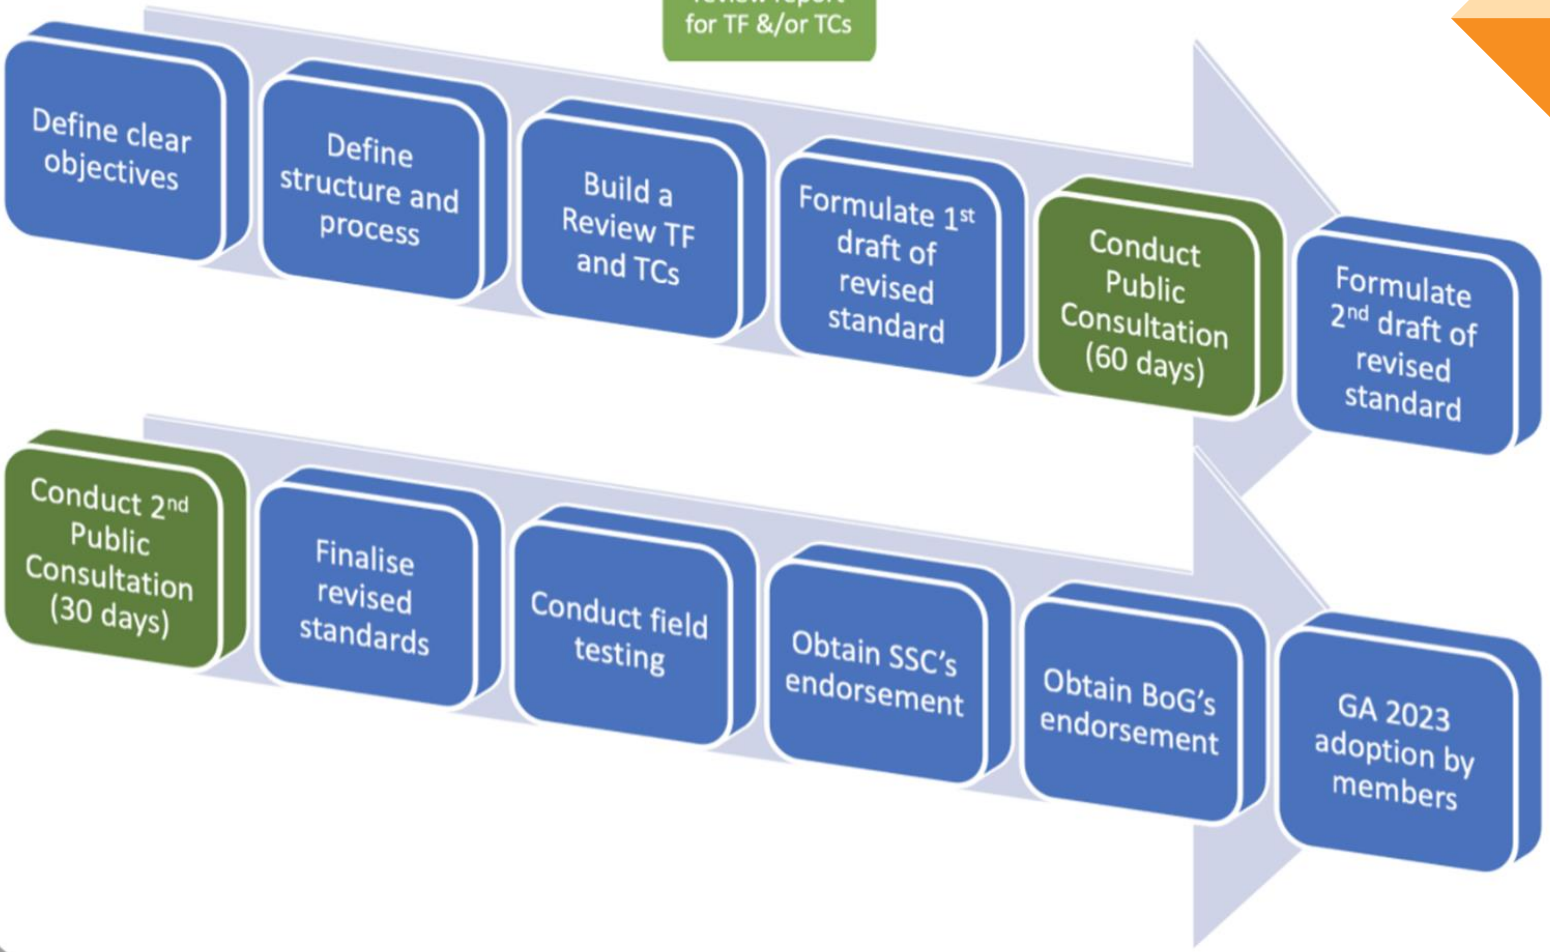 review report
for TF &/or TCs
Define clear
objectives
Define
structure and
process
Build a
Review TF
and TCs
Formulate 1st
draft of
revised
standard
Conduct
Public
Consultation
(60 days)
Formulate
2nd draft of
revised
standard
Conduct 2nd
Public
Consultation
(30 days)
Finalise
revised
standards
Conduct field
testing
Obtain SSC's
endorsement
Obtain BoG's
endorsement
GA 2023
adoption by
members